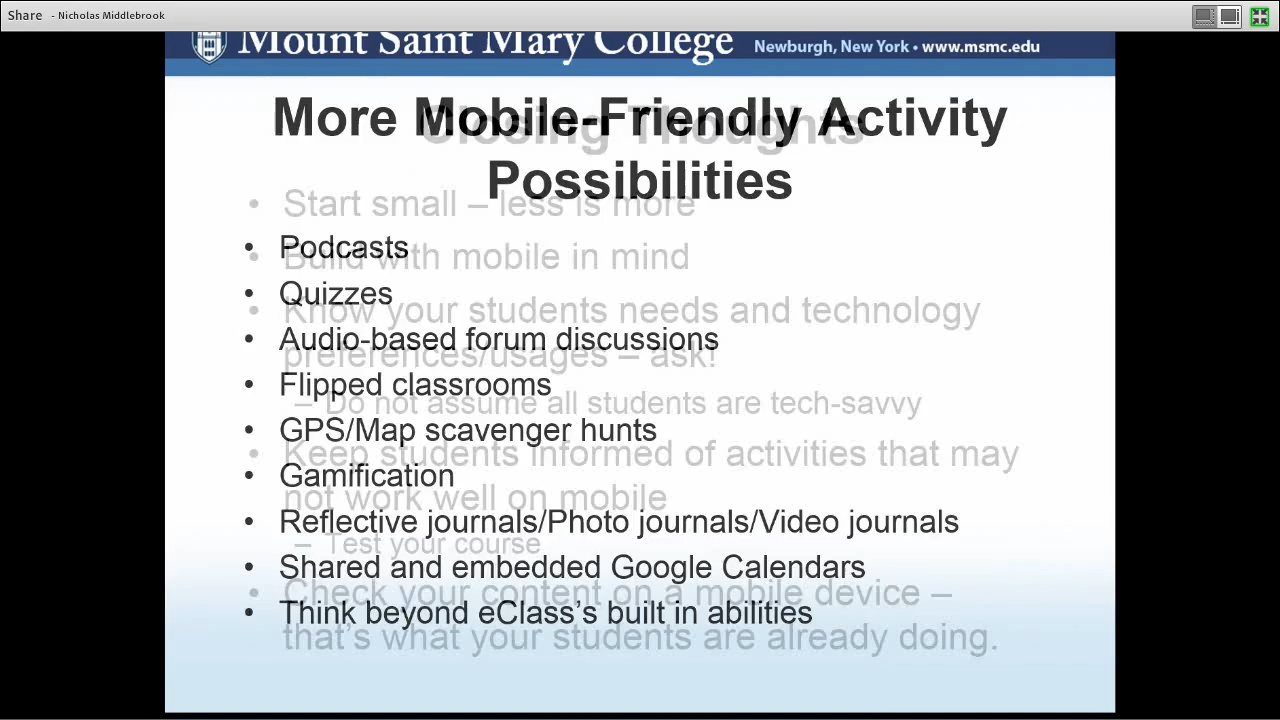 Share - Nicholas Middlebrook
Mount Saint Mary College Newburgh, New York • www.msmc.edu
More Mobile-Friendly Activity
Possibilities
• Podcasts
• Quizzes
• Audio-based forum discussions
• Flipped classrooms
• GPS/Map scavenger hunts
• Gamification
• Reflective journals/Photo journals/Video journals
• Shared and embedded Google Calendars
• Think beyond eClass's built in abilities
Closing Thoughts
• Start small – less is more
• Build with mobile in mind
• Know your students needs and technology
preferences/usages – ask!
– Do not assume all students are tech-savvy
• Keep students informed of activities that may
not work well on mobile
– Test your course
• Check your content on a mobile device –
that's what your students are already doing.